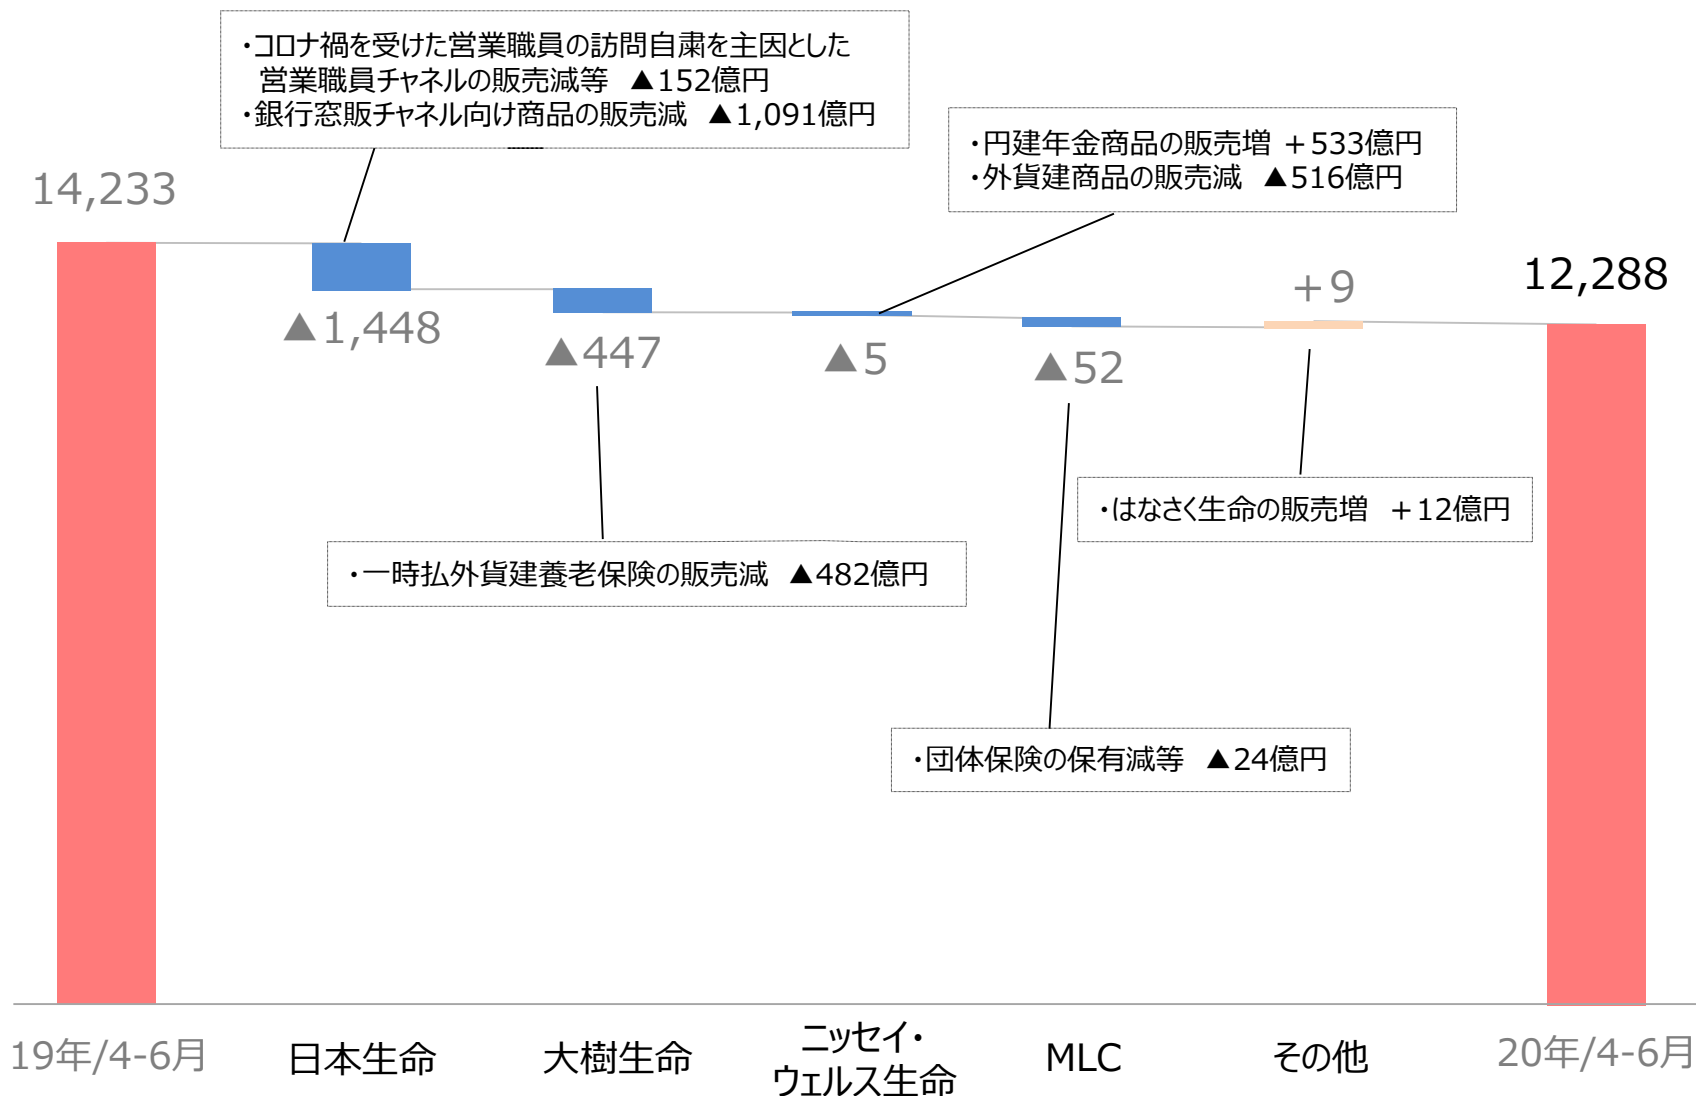 ・コロナ禍を受けた営業職員の訪問自粛を主因とした
営業職員チャネルの販売減等 ▲152億円
・銀行窓販チャネル向け商品の販売減 ▲1,091億円
・円建年金商品の販売増 +533億円
・外貨建商品の販売減 ▲516億円
14,233
12,288
+9
▲1,448
▲447
▲5
▲52
・はなさく生命の販売増 +12億円
・一時払外貨建養老保険の販売減 ▲482億円
・団体保険の保有減等 ▲24億円
19年/4-6月
日本生命
大樹生命
ニッセイ・
ウェルス生命
MLC
その他
20年/4-6月